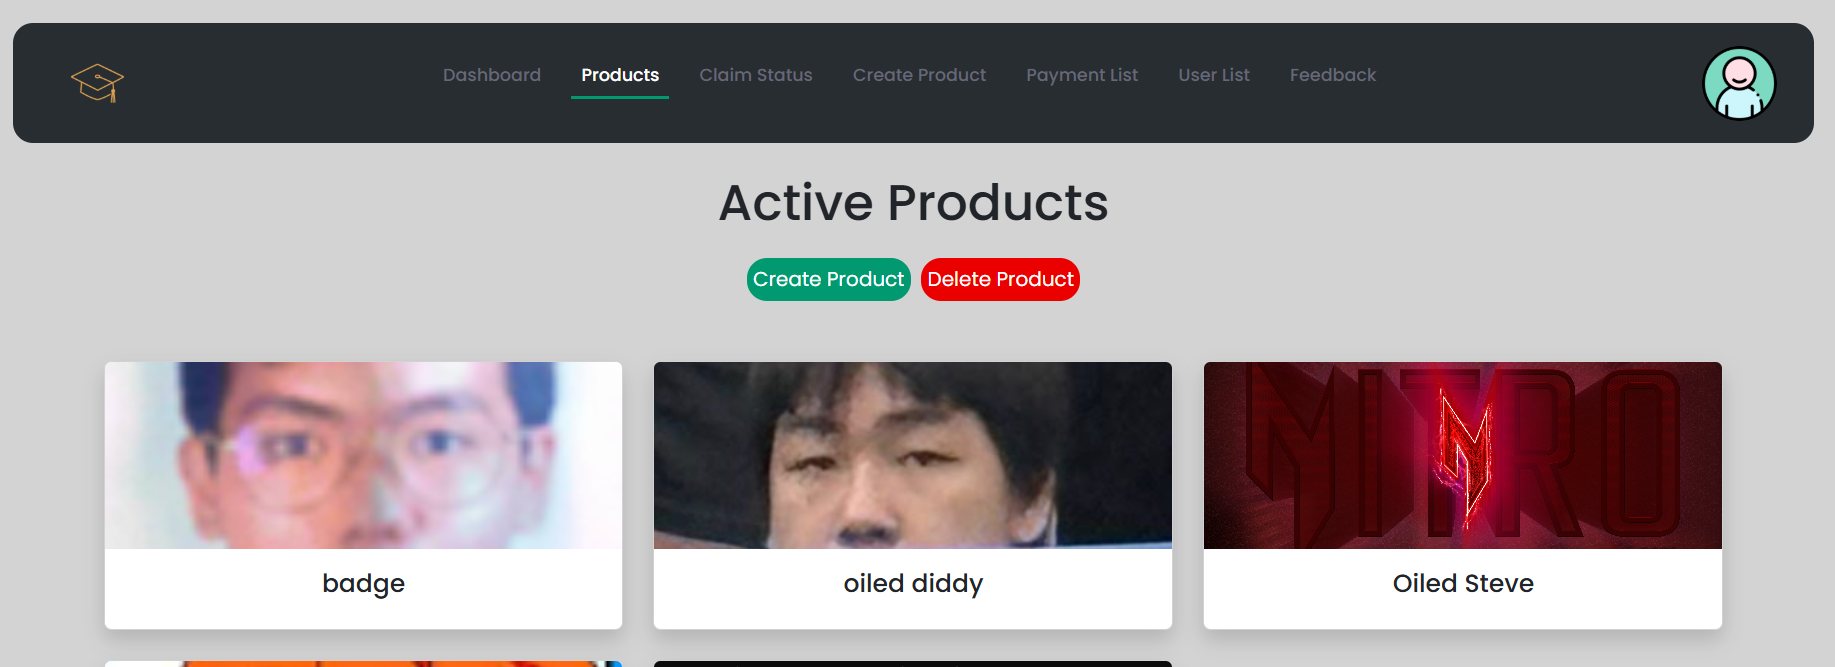 Dashboard Products Claim Status Create Product Payment List User List Feedback
Active Products
Create Product Delete Product
NITRO
badge oiled diddy Oiled Steve